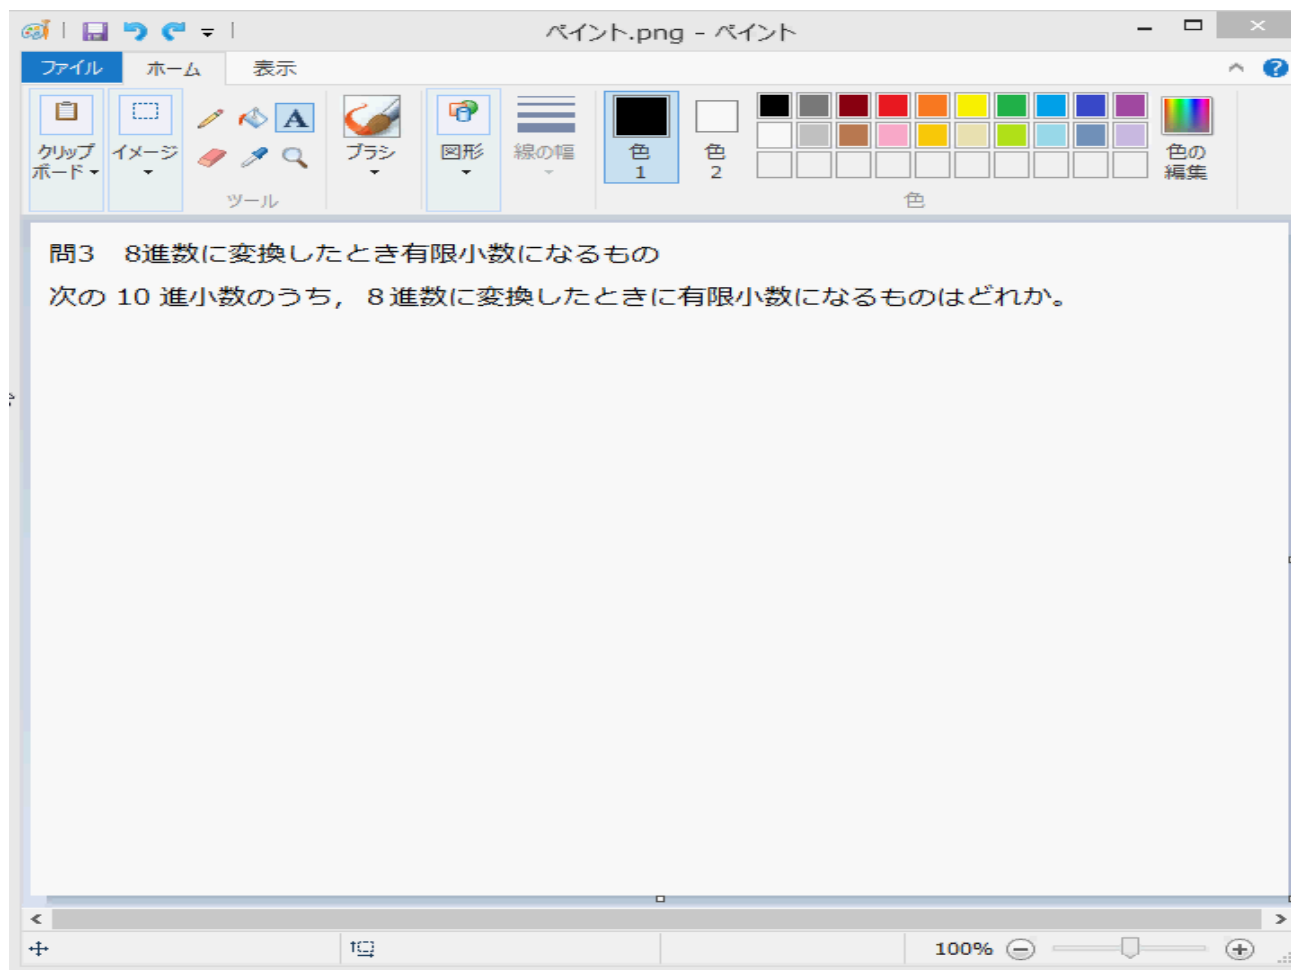 ペイント.png - ペイント
ファイル ホーム 表示
クリップボード イメージ ツール ブラシ 図形 線の幅 色1 色2 色の編集
色
問3　8進数に変換したとき有限小数になるもの
次の 10 進小数のうち，８進数に変換したときに有限小数になるものはどれか。
100%